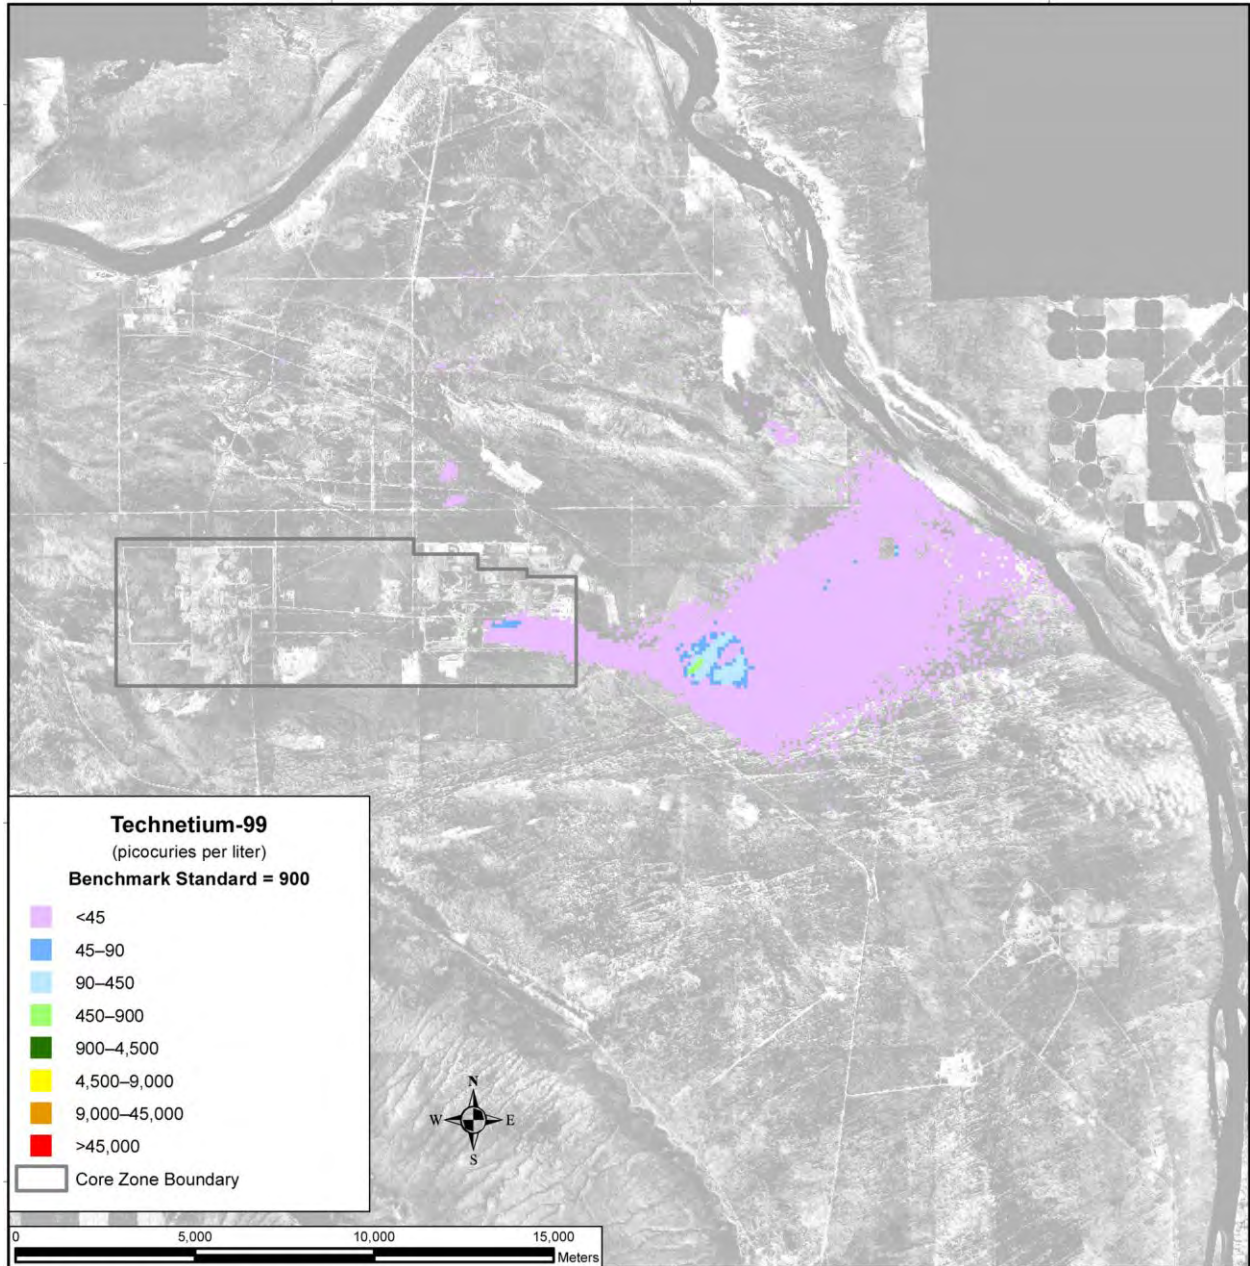 N
W E
S
Technetium-99
(picocuries per liter)
Benchmark Standard = 900
<45
45–90
90–450
450–900
900–4,500
4,500–9,000
9,000–45,000
>45,000
Core Zone Boundary
0 5,000 10,000 15,000
Meters